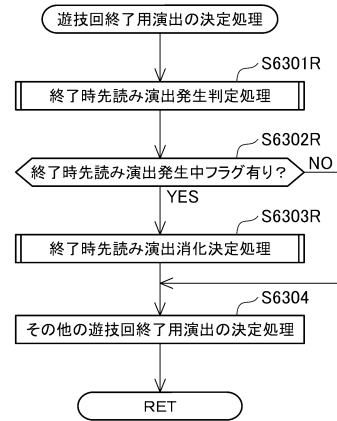 遊技回終了用演出の決定処理
S6301R
終了時先読み演出発生判定処理
S6302R
終了時先読み演出発生中フラグ有り?
NO
YES
S6303R
終了時先読み演出消化決定処理
S6304
その他の遊技回終了用演出の決定処理
RET